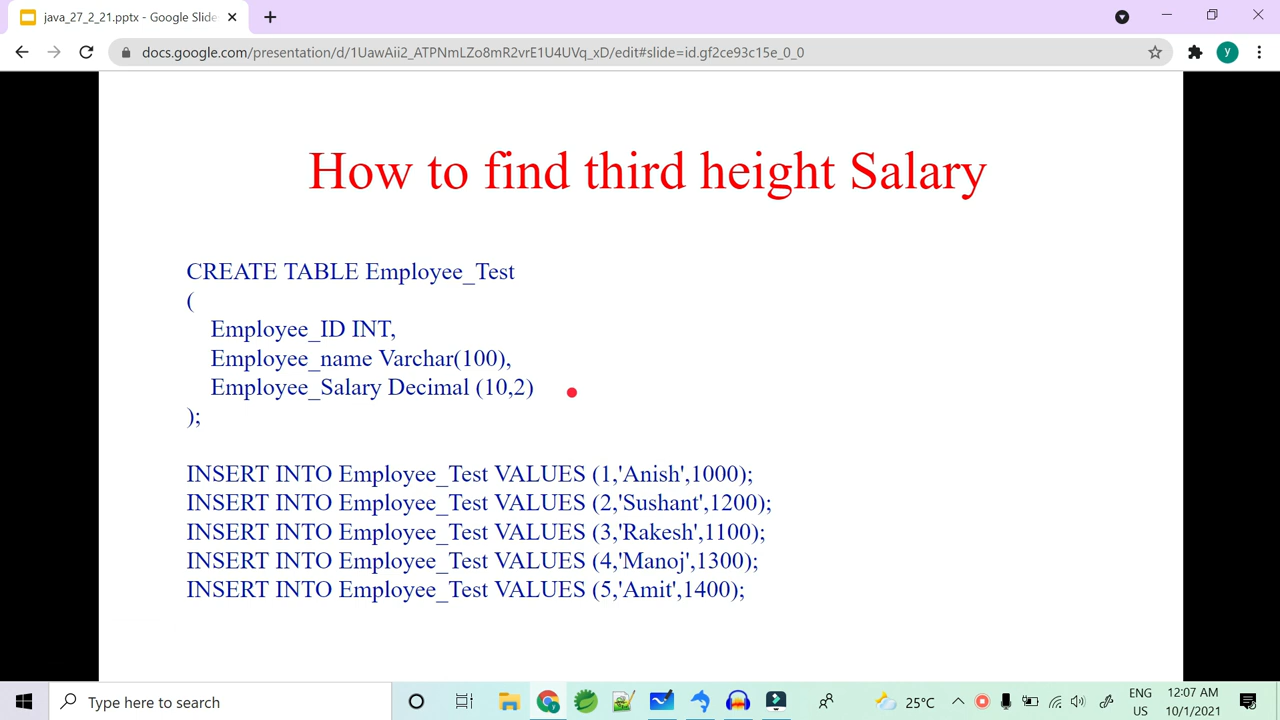 java_27_2_21.pptx - Google Slide
docs.google.com/presentation/d/1UawAii2_ATPNmLZo8mR2vrE1U4UVq_xD/edit#slide=id.gf2ce93c15e_0_0
y
How to find third height Salary
CREATE TABLE Employee_Test
(
Employee_ID INT,
Employee_name Varchar(100),
Employee_Salary Decimal (10,2)
);
INSERT INTO Employee_Test VALUES (1,'Anish',1000);
INSERT INTO Employee_Test VALUES (2,'Sushant',1200);
INSERT INTO Employee_Test VALUES (3,'Rakesh',1100);
INSERT INTO Employee_Test VALUES (4,'Manoj',1300);
INSERT INTO Employee_Test VALUES (5,'Amit',1400);
Type here to search
25°C
ENG
US
12:07 AM
10/1/2021